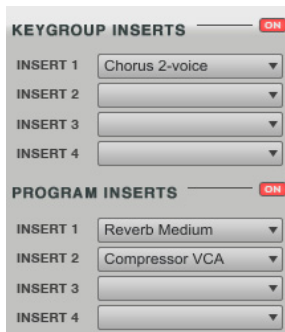 KEYGROUP INSERTS ON
INSERT 1 Chorus 2-voice
INSERT 2
INSERT 3
INSERT 4
PROGRAM INSERTS ON
INSERT 1 Reverb Medium
INSERT 2 Compressor VCA
INSERT 3
INSERT 4